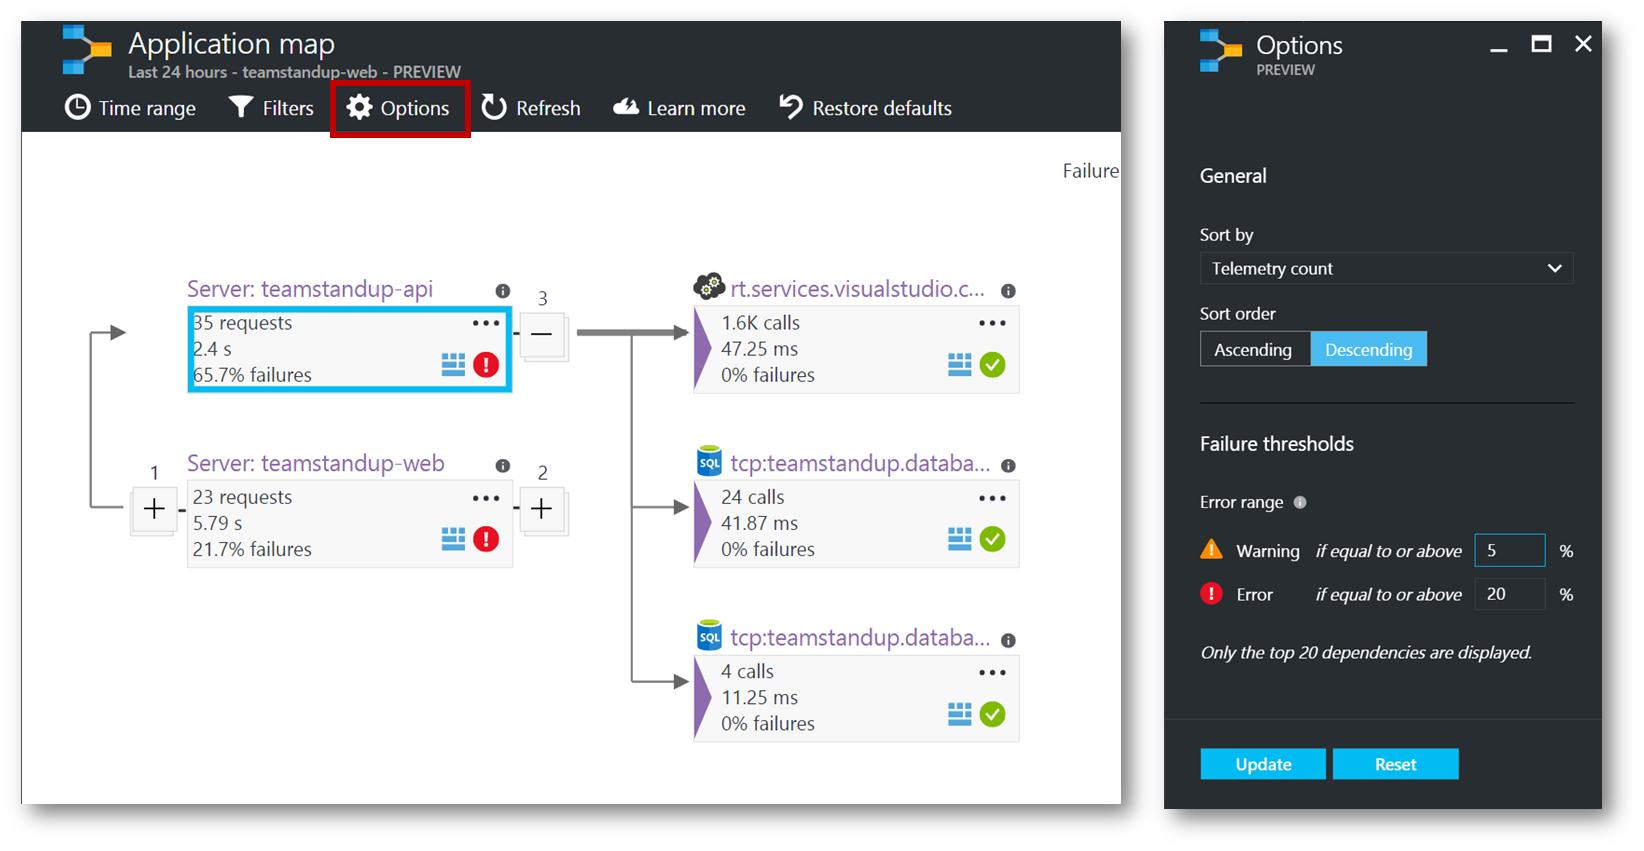 Application map
Last 24 hours - teamstandup-web - PREVIEW
Time range
Filters
Options
Refresh
Learn more
Restore defaults
Failure
Server: teamstandup-api
35 requests
2.4 s
65.7% failures
3
rt.services.visualstudio.c...
1.6K calls
47.25 ms
0% failures
1
Server: teamstandup-web
23 requests
5.79 s
21.7% failures
2
SQL
tcp:teamstandup.databa...
24 calls
41.87 ms
0% failures
SQL
tcp:teamstandup.databa...
4 calls
11.25 ms
0% failures
Options
PREVIEW
General
Sort by
Telemetry count
Sort order
Ascending
Descending
Failure thresholds
Error range
Warning if equal to or above 5 %
Error if equal to or above 20 %
Only the top 20 dependencies are displayed.
Update
Reset